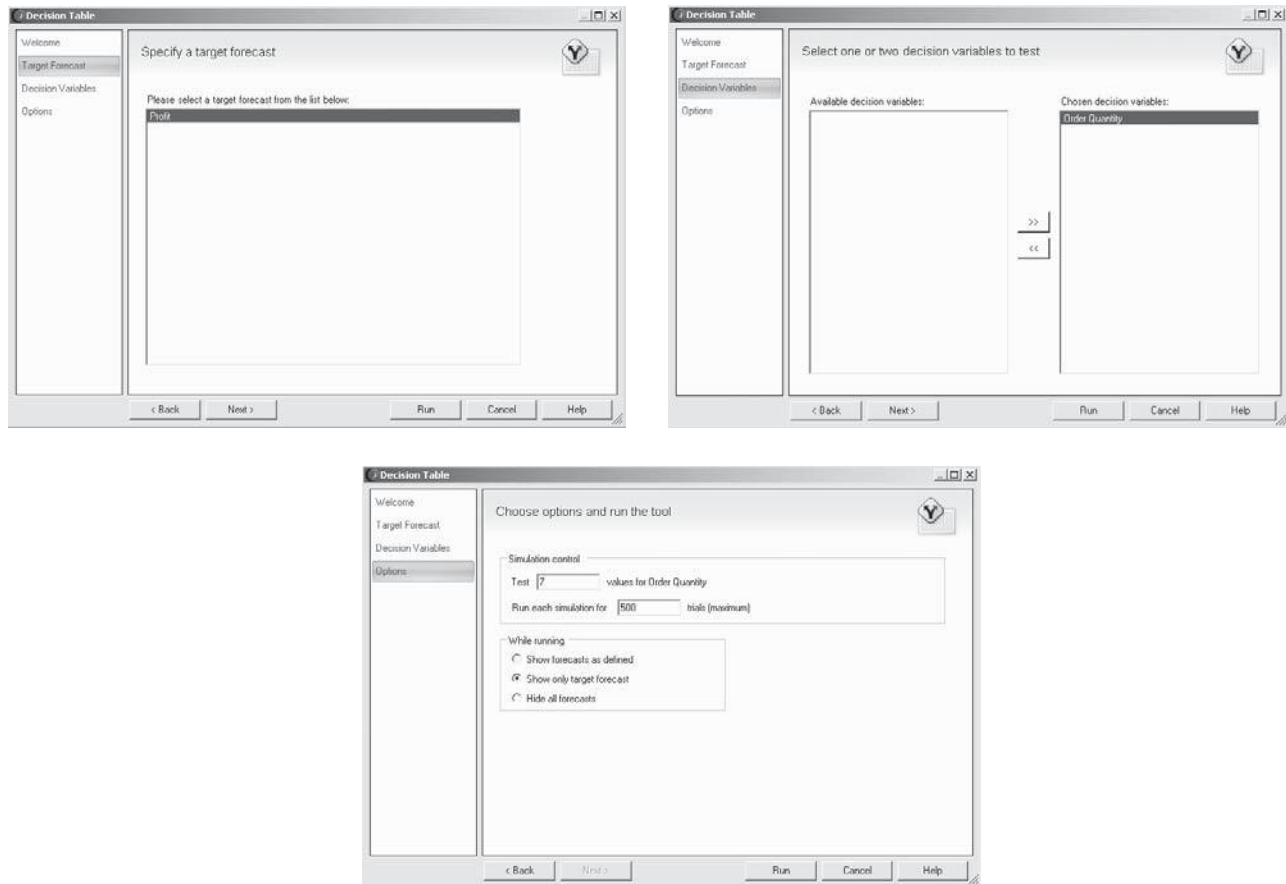 Decision Table
Welcome
Target Forecast
Decision Variables
Options
Specify a target forecast
Please select a target forecast from the list below:
Profit
< Back
Next >
Run
Cancel
Help
Decision Table
Welcome
Target Forecast
Decision Variables
Options
Select one or two decision variables to test
Available decision variables:
Chosen decision variables:
Order Quantity
>>
<<
< Back
Next >
Run
Cancel
Help
Decision Table
Welcome
Target Forecast
Decision Variables
Options
Choose options and run the tool
Simulation control
Test 7 values for Order Quantity
Run each simulation for 500 trials (maximum)
While running
Show forecasts as defined
Show only target forecast
Hide all forecasts
< Back
Next >
Run
Cancel
Help